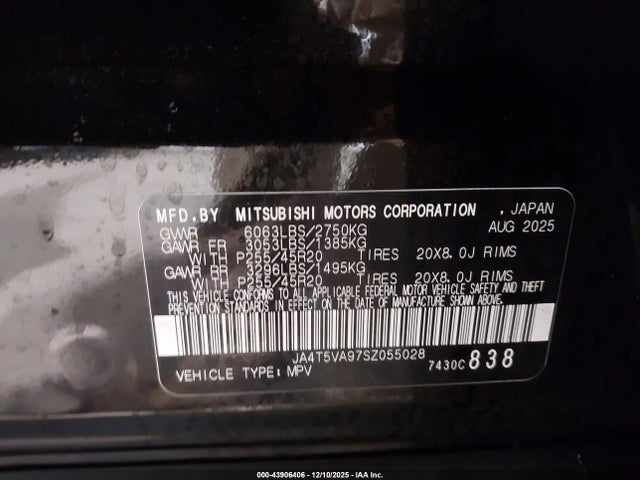 MFD.BY MITSUBISHI MOTORS CORPORATION , JAPAN
GVWR 6063LBS/2750KG AUG 2025
GAWR FR 3053LBS/1385KG
WITH P255/45R20 TIRES 20X8.0J RIMS
GAWR RR 3296LBS/1495KG
WITH P255/45R20 TIRES 20X8.0J RIMS
THIS VEHICLE CONFORMS TO ALL APPLICABLE FEDERAL MOTOR VEHICLE SAFETY AND THEFT
PREVENTION STANDARDS IN EFFECT ON THE DATE OF MANUFACTURE SHOWN ABOVE.
JA4T5VA97SZ055028
VEHICLE TYPE: MPV 7430C 838
000-43906406 - 12/10/2025 - IAA Inc.